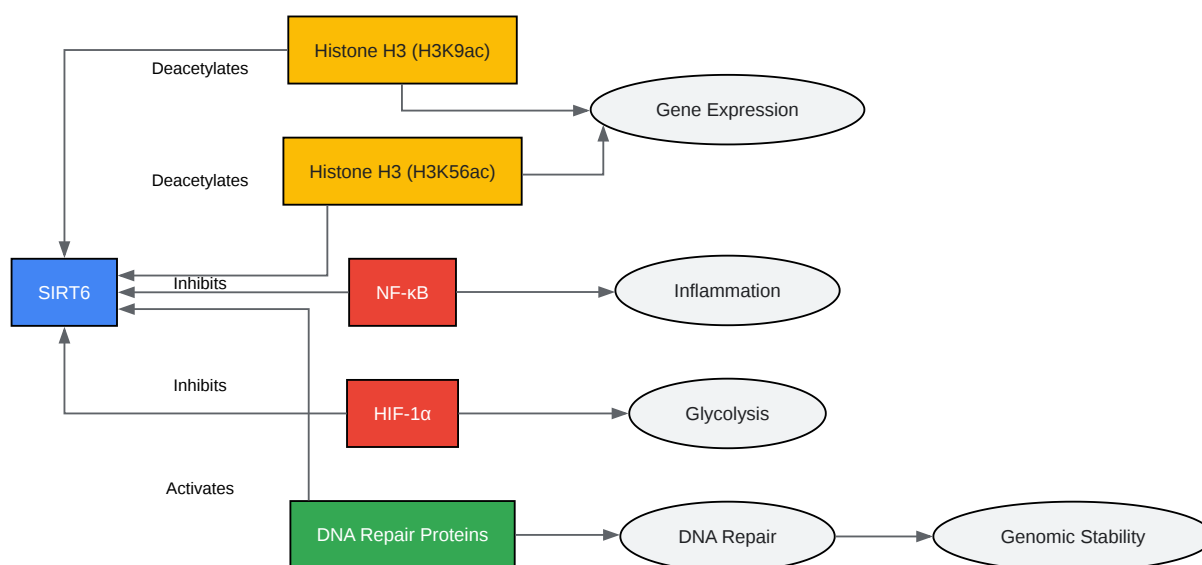 Histone H3 (H3K9ac)
Deacetylates
Gene Expression
Histone H3 (H3K56ac)
Deacetylates
SIRT6
Inhibits
NF-κB
Inflammation
Inhibits
HIF-1α
Glycolysis
Activates
DNA Repair Proteins
DNA Repair
Genomic Stability